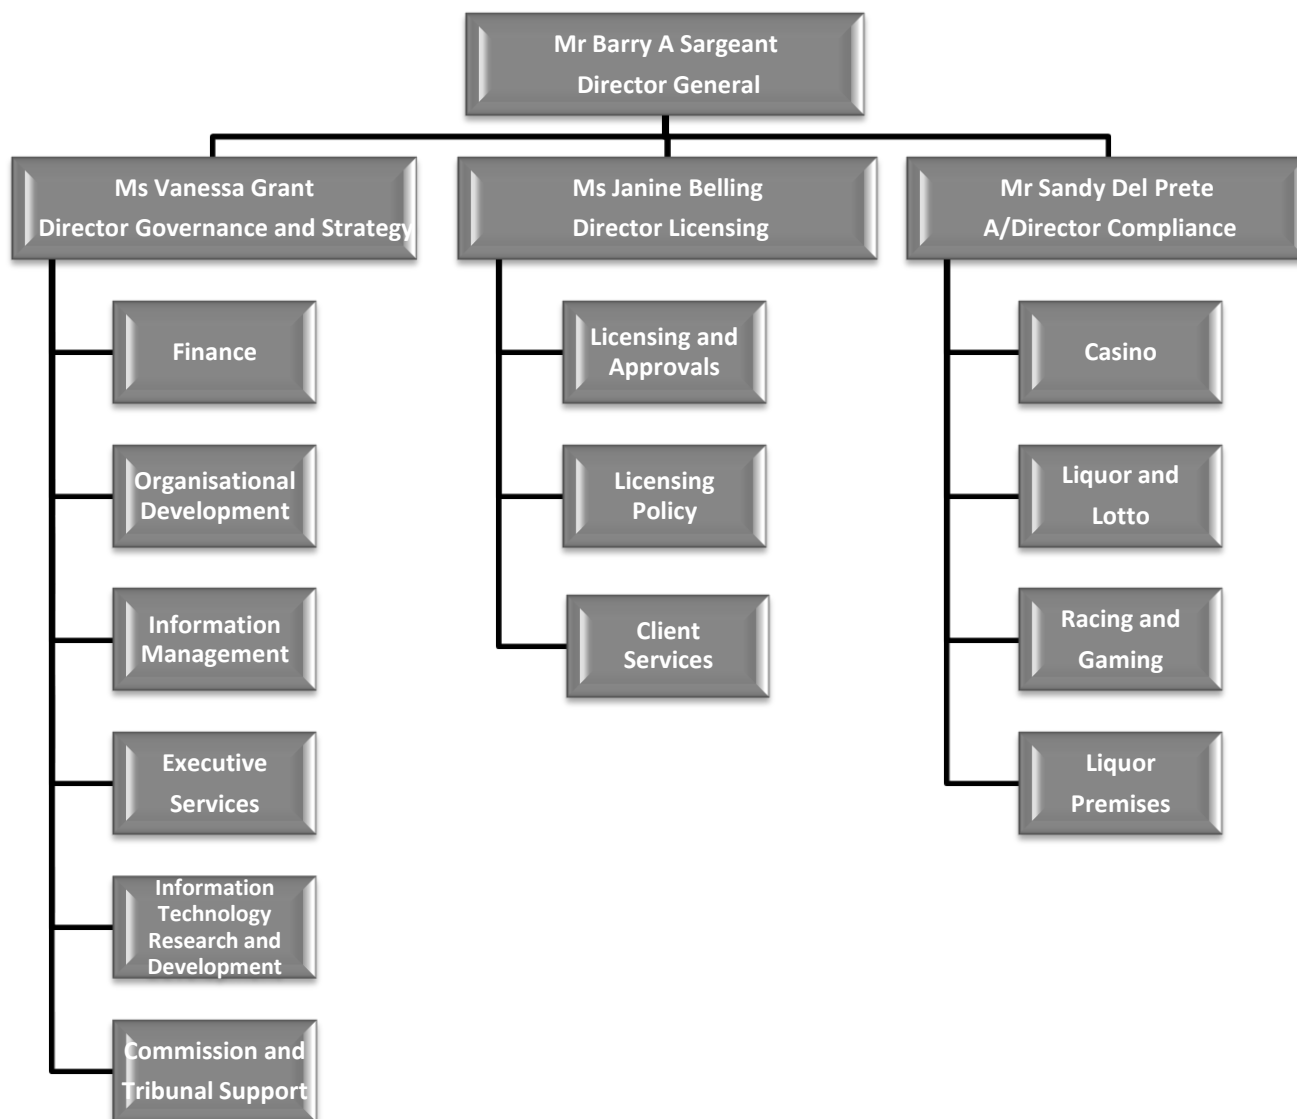 Mr Barry A Sargeant
Director General
Ms Vanessa Grant
Director Governance and Strategy
Ms Janine Belling
Director Licensing
Mr Sandy Del Prete
A/Director Compliance
Finance
Organisational
Development
Information
Management
Executive
Services
Information
Technology
Research and
Development
Commission and
Tribunal Support
Licensing and
Approvals
Licensing
Policy
Client
Services
Casino
Liquor and
Lotto
Racing and
Gaming
Liquor
Premises